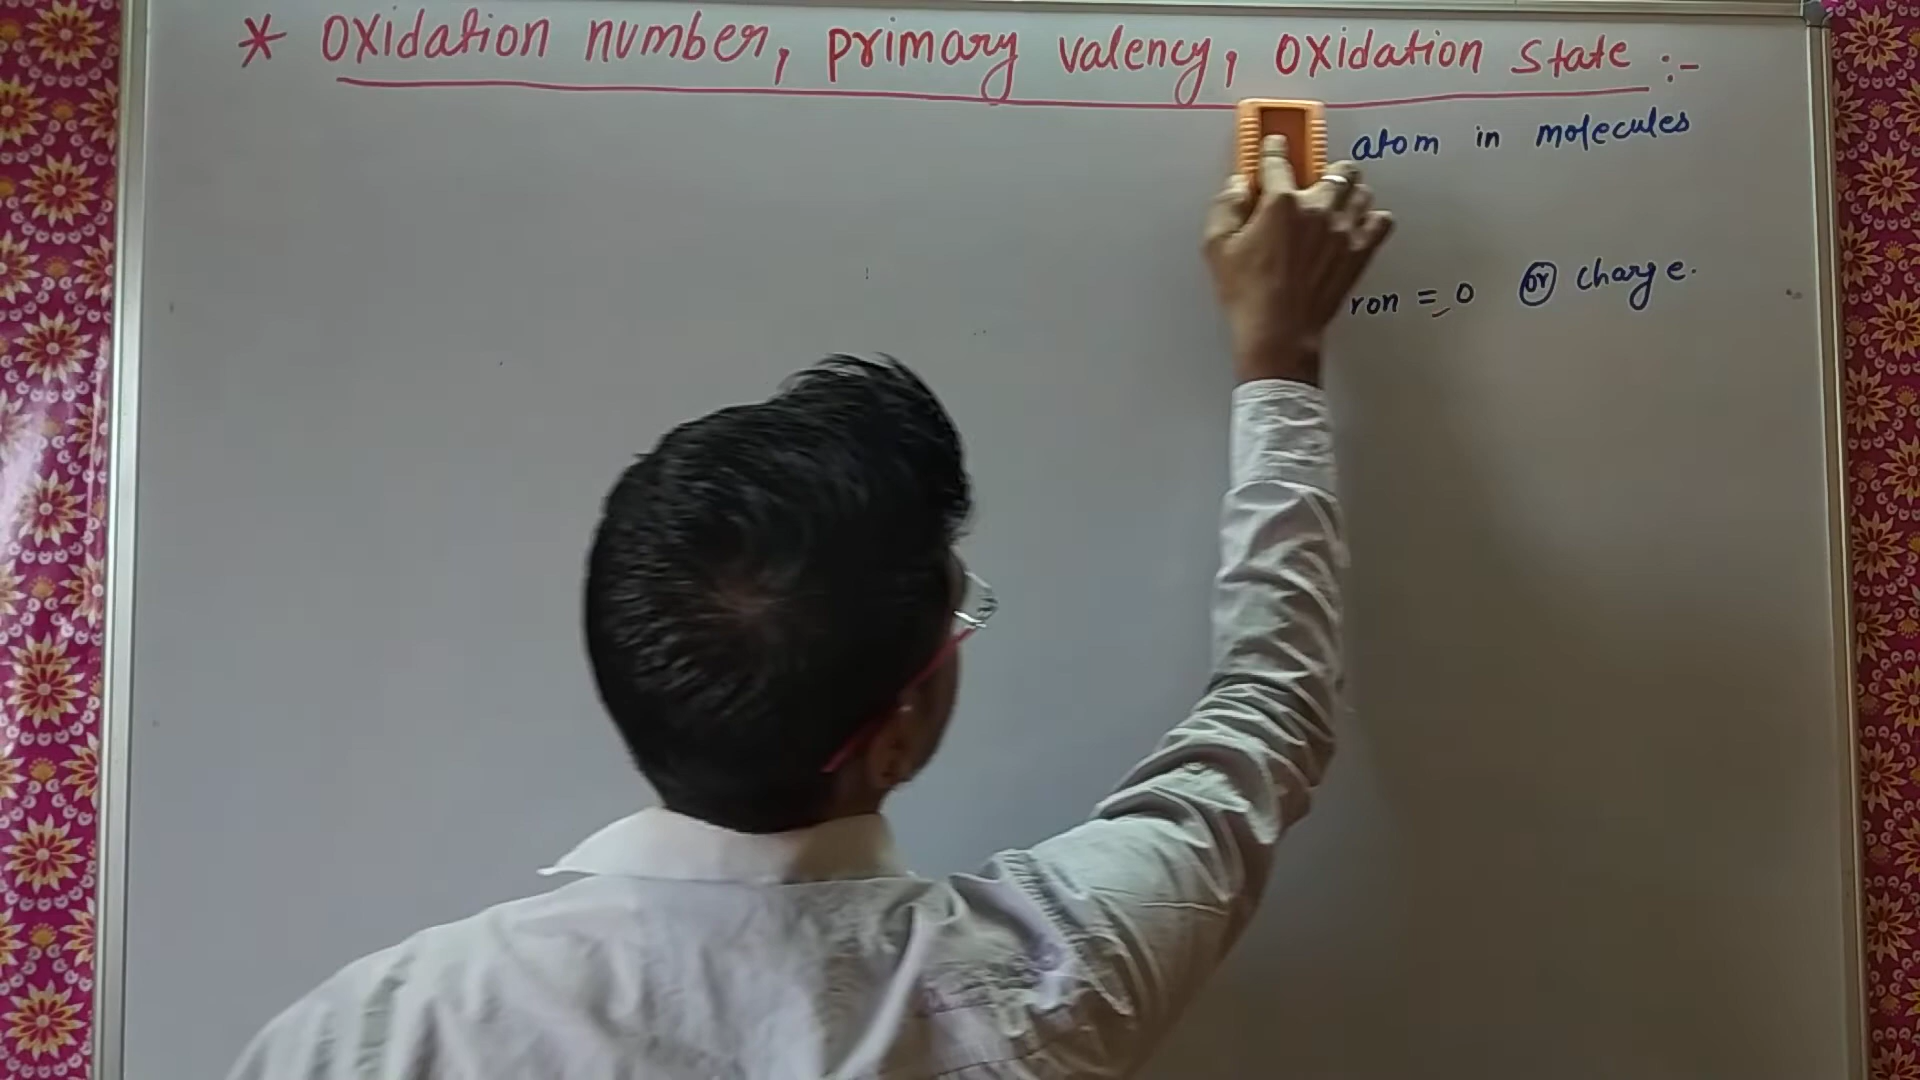 * Oxidation number, primary valency, Oxidation State :-
atom in molecules
ron = 0 or charge.